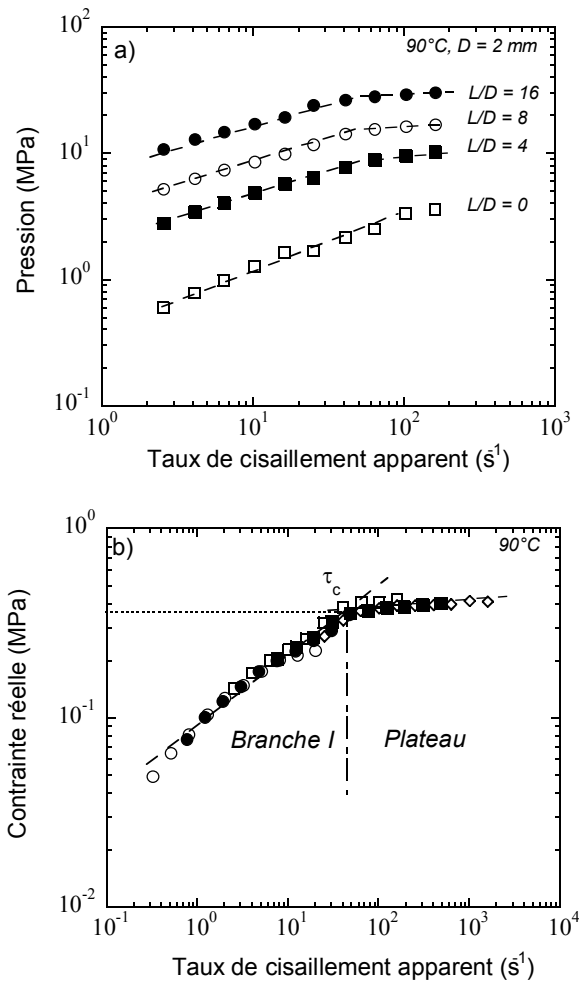 10²
a)
90°C, D = 2 mm
L/D = 16
L/D = 8
10¹
L/D = 4
Pression (MPa)
L/D = 0
10⁰
10⁻¹
10⁰ 10¹ 10² 10³
Taux de cisaillement apparent (s⁻¹)
10⁰
b)
90°C
τc
Contrainte réelle (MPa)
10⁻¹
Branche I
Plateau
10⁻²
10⁻¹ 10⁰ 10¹ 10² 10³ 10⁴
Taux de cisaillement apparent (s⁻¹)